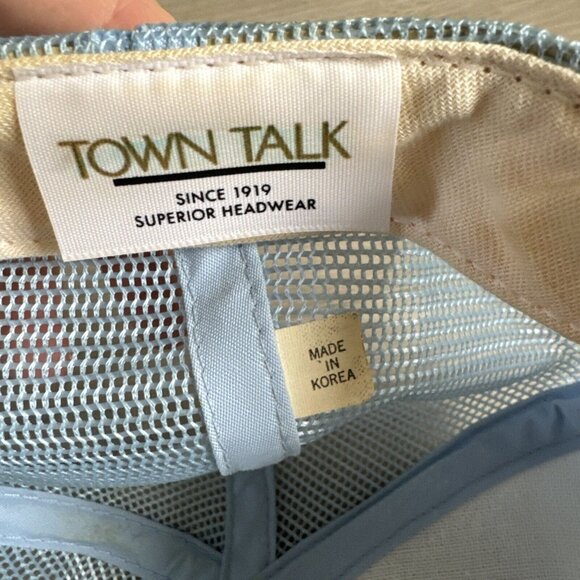 TOWN TALK
SINCE 1919
SUPERIOR HEADWEAR
MADE
IN
KOREA